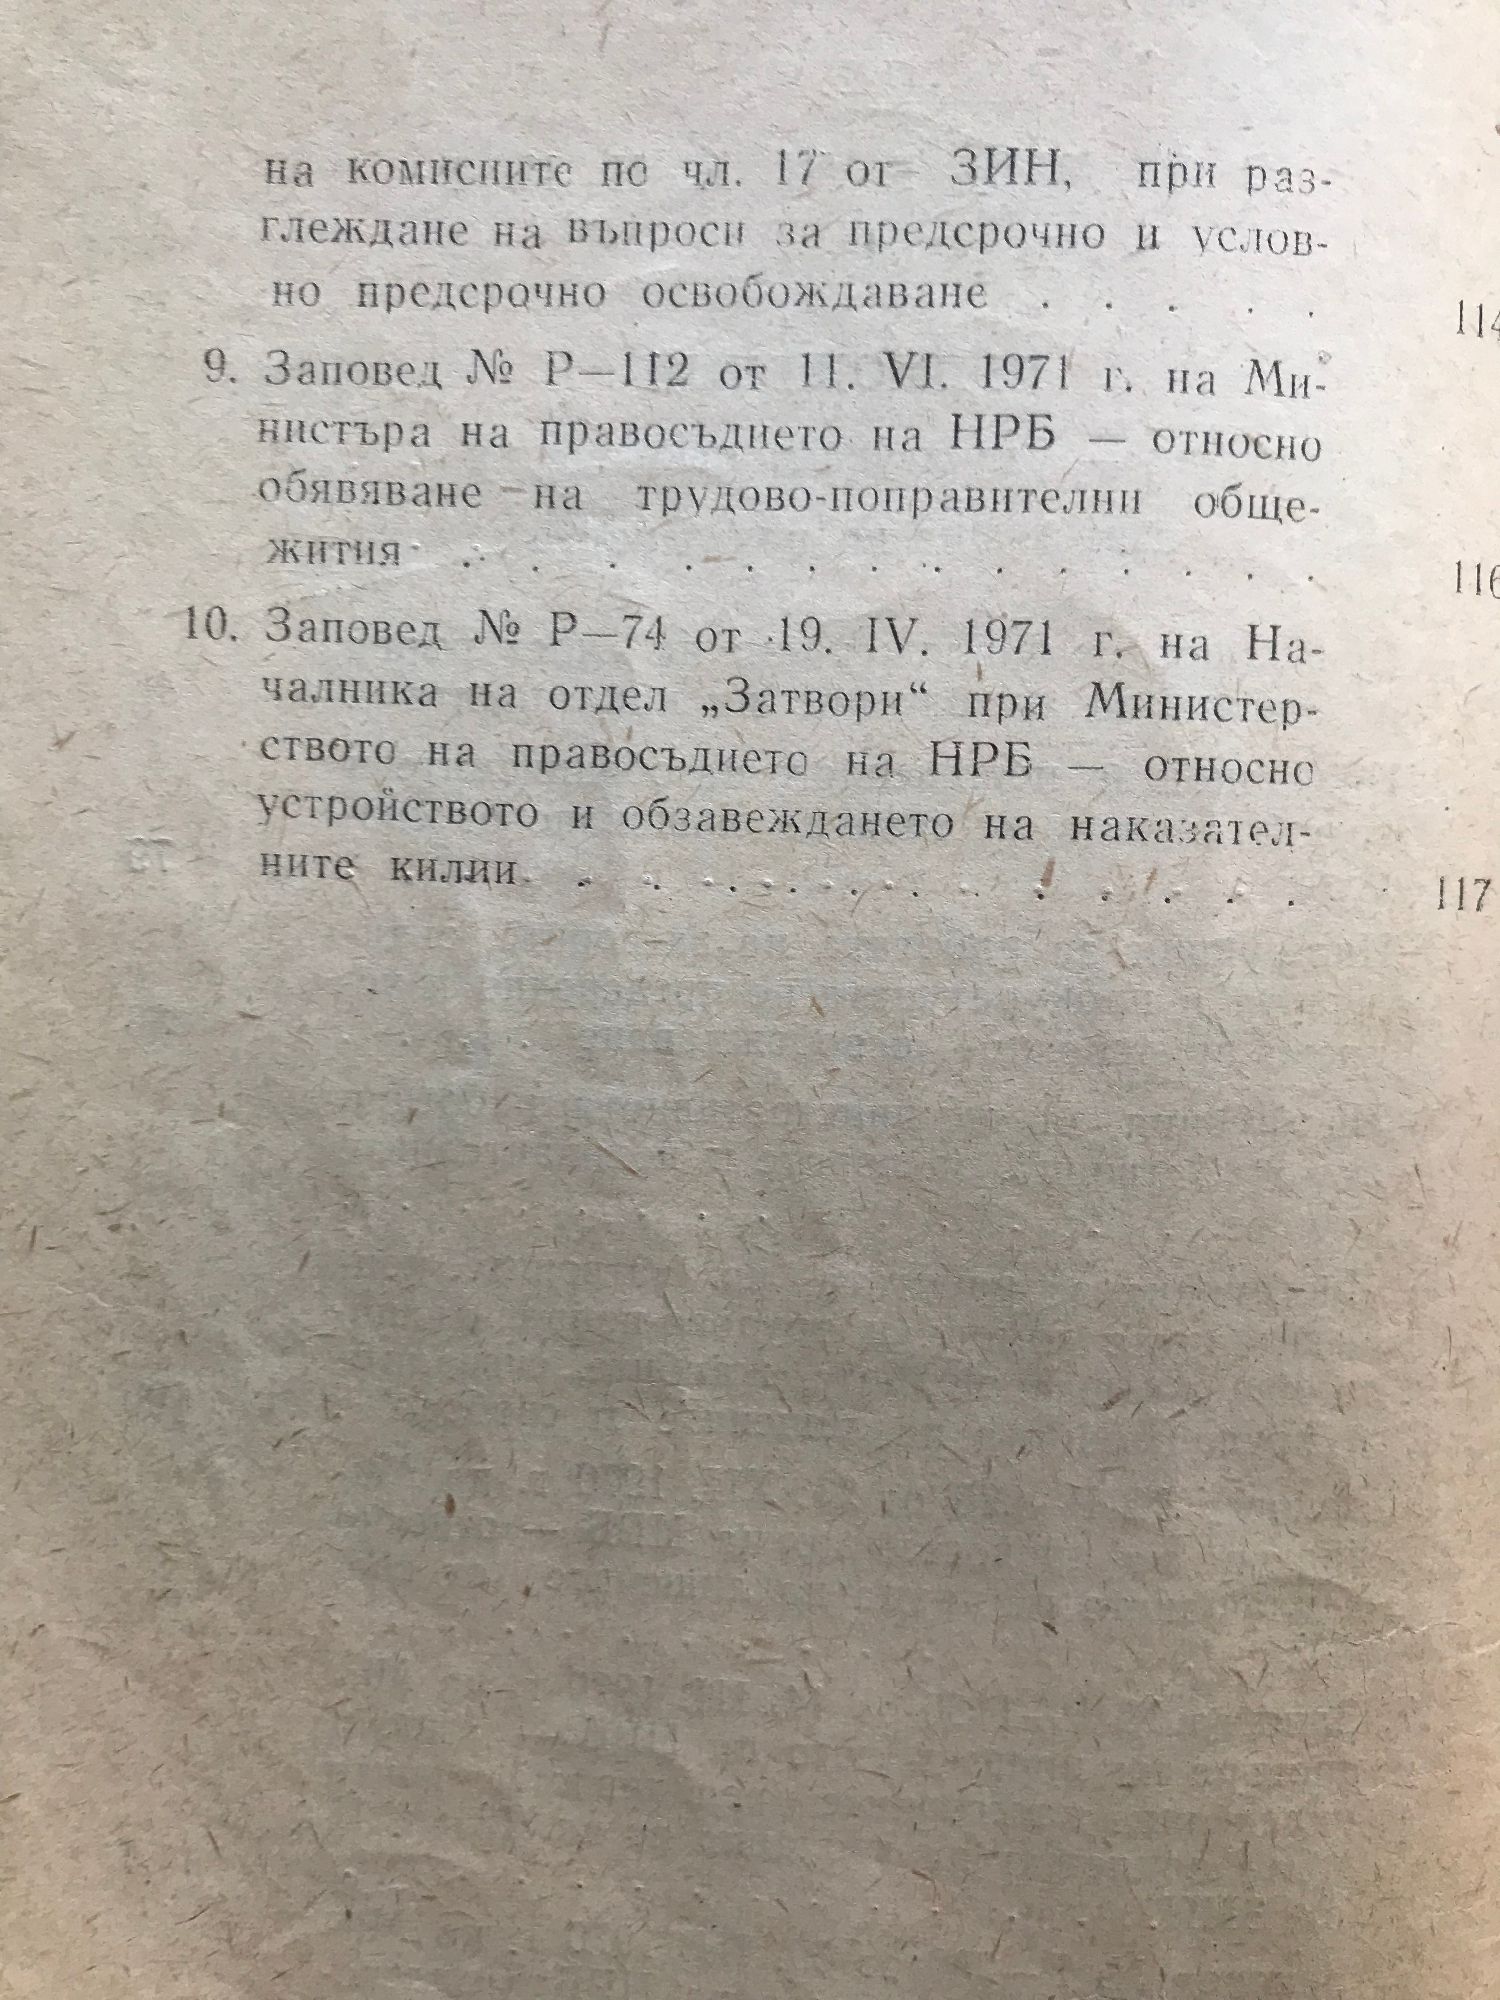 на комисиите по чл. 17 от ЗИН, при раз-
глеждане на въпроси за предсрочно и услов-
но предсрочно освобождаване . . . . . 114
9. Заповед № Р—112 от 11. VI. 1971 г. на Ми-
нистъра на правосъдието на НРБ — относно
обявяване на трудово-поправителни обще-
жития . . . . . . . . . . . . . . 116
10. Заповед № Р—74 от 19. IV. 1971 г. на На-
чалника на отдел „Затвори“ при Министер-
ството на правосъдието на НРБ — относно
устройството и обзавеждането на наказател-
ните килии . . . . . . . . . . . . 117